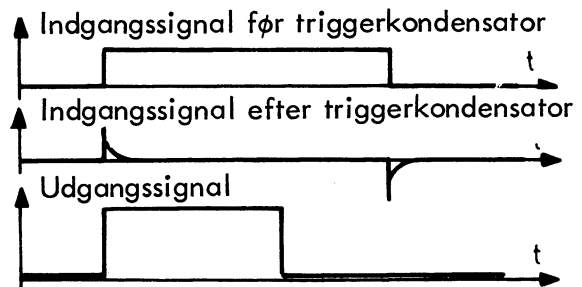 Indgangssignal før triggerkondensator
t
Indgangssignal efter triggerkondensator
Udgangssignal
t